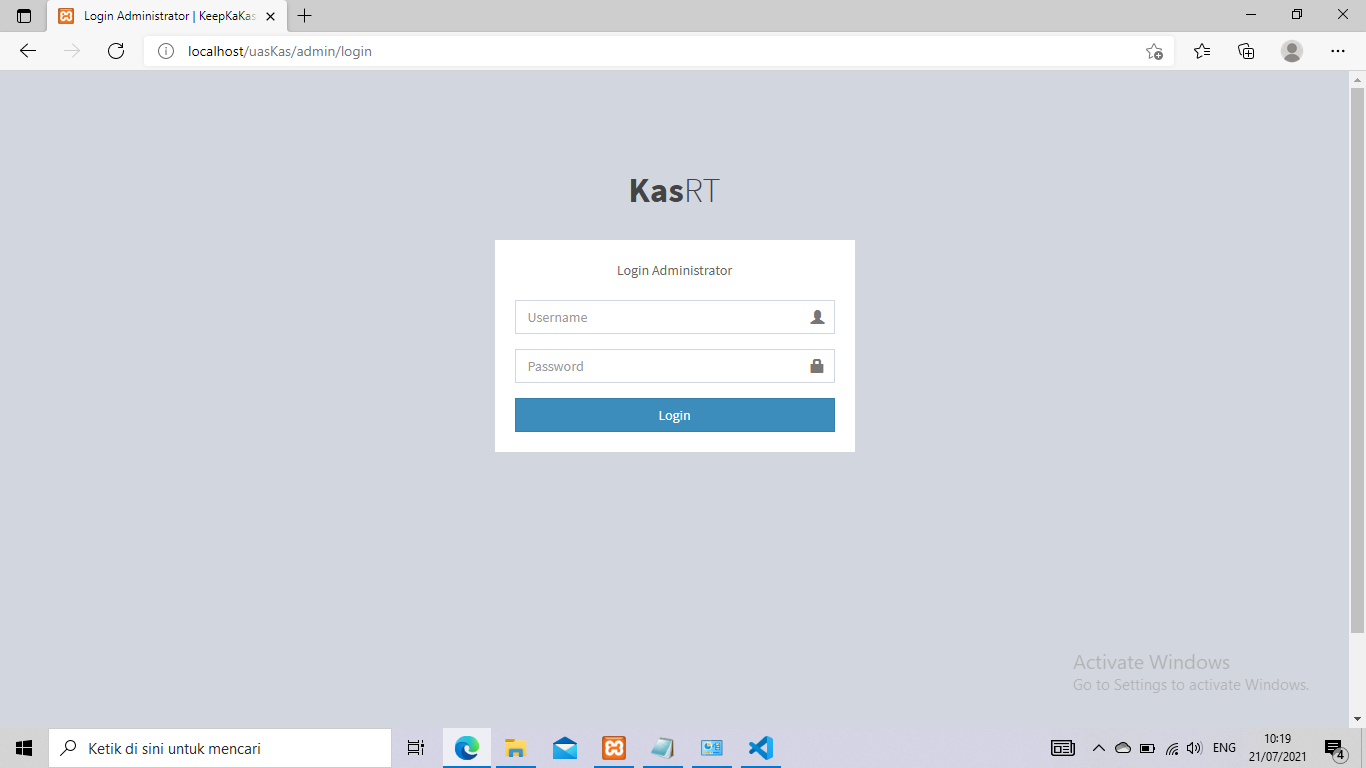 Login Administrator | KeepKaKas
localhost/uasKas/admin/login
KasRT
Login Administrator
Username
Password
Login
Activate Windows
Go to Settings to activate Windows.
Ketik di sini untuk mencari
ENG
10:19
21/07/2021
4